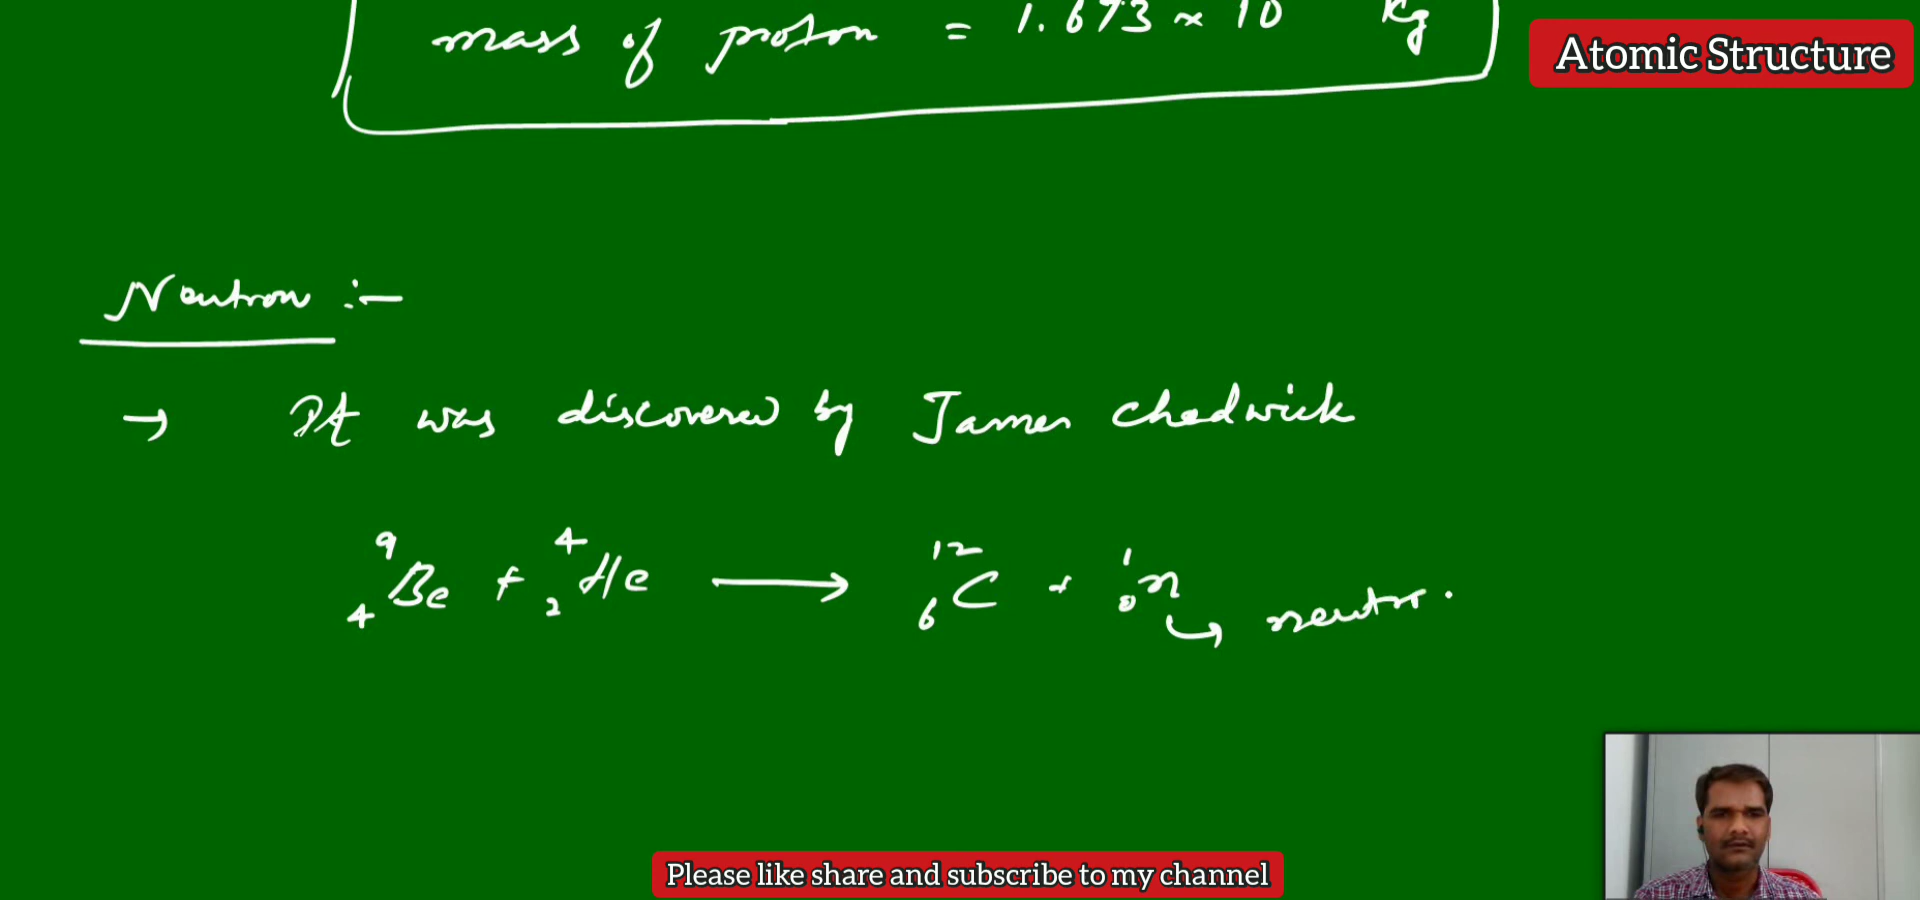 mass of proton = 1.673 × 10 kg
Atomic Structure
Neutron :-
→ It was discovered by James Chadwick
⁹₄Be + ⁴₂He ⟶ ¹²₆C + ¹₀n
↪ neutr.
Please like share and subscribe to my channel